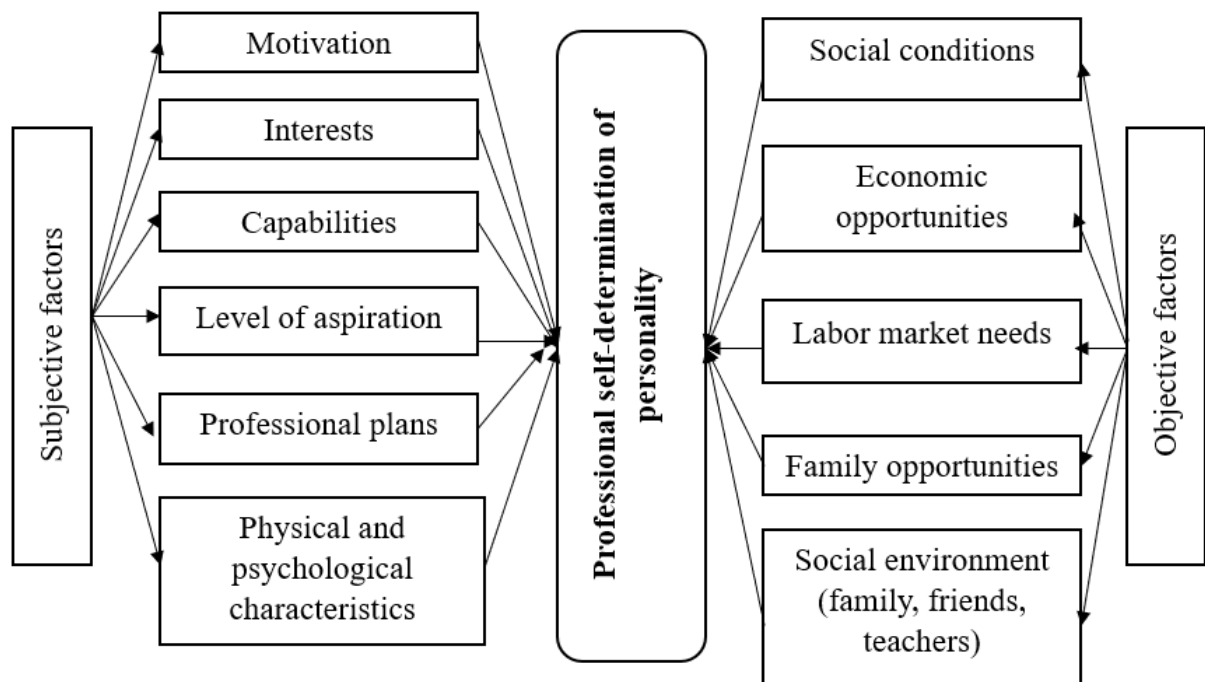 Subjective factors
Motivation
Interests
Capabilities
Level of aspiration
Professional plans
Physical and
psychological
characteristics
Professional self-determination of
personality
Social conditions
Economic
opportunities
Labor market needs
Family opportunities
Social environment
(family, friends,
teachers)
Objective factors